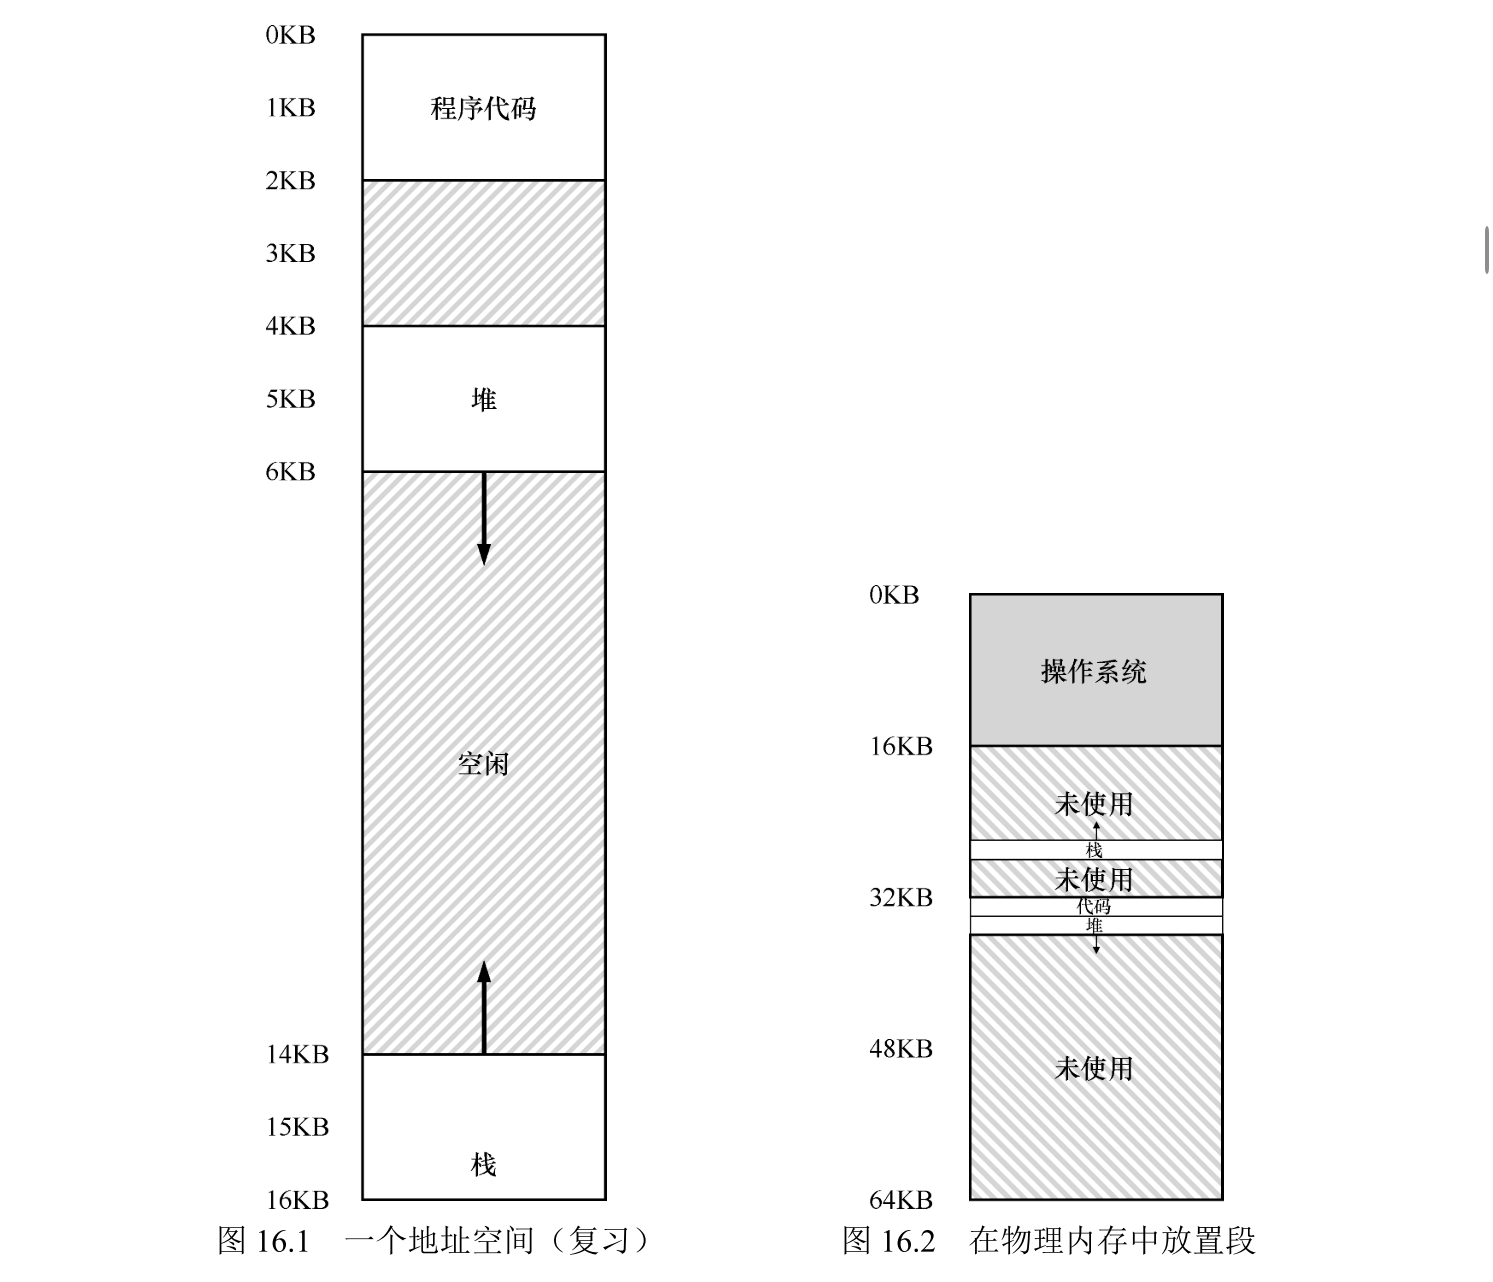 0KB
1KB
程序代码
2KB
3KB
4KB
5KB
堆
6KB
空闲
14KB
15KB
栈
16KB
图 16.1 一个地址空间（复习）
0KB
操作系统
16KB
未使用
栈
未使用
32KB
代码
堆
48KB
未使用
64KB
图 16.2 在物理内存中放置段